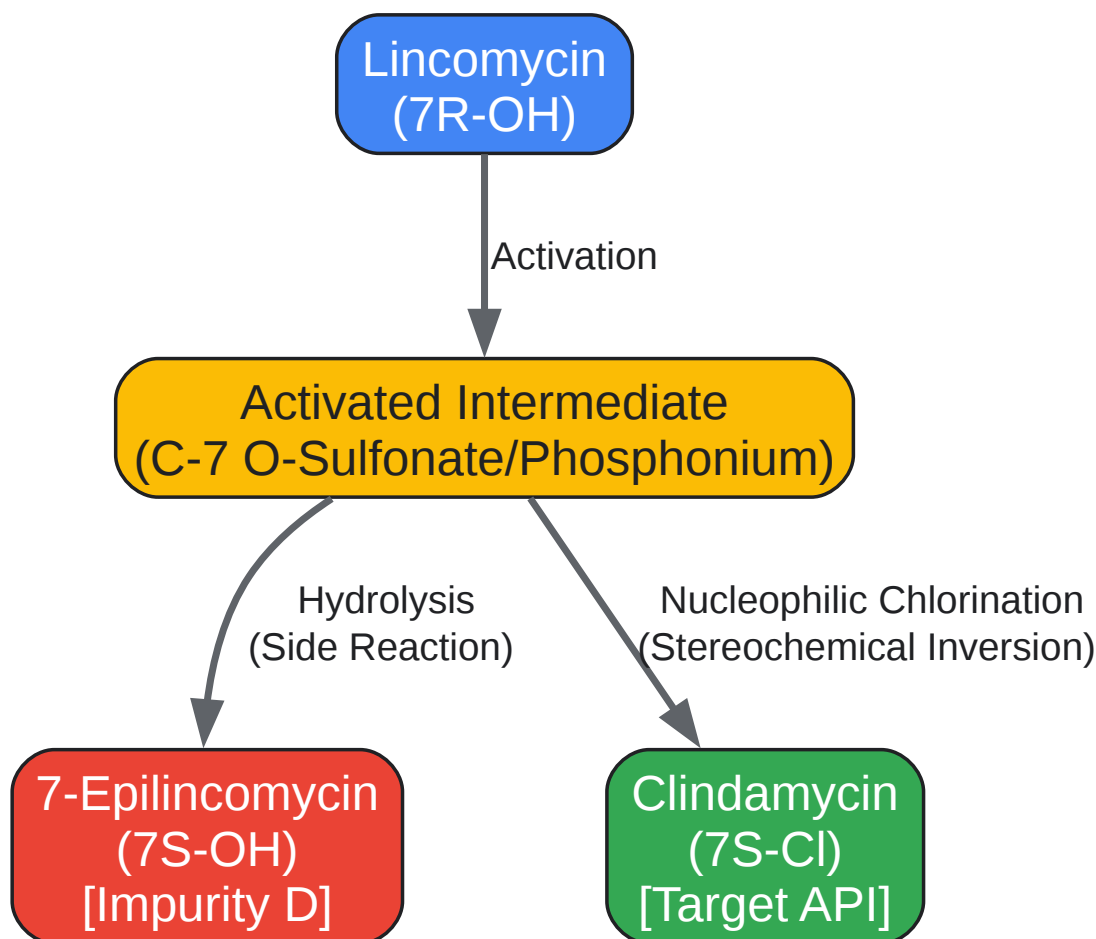 Lincomycin
(7R-OH)
Activation
Activated Intermediate
(C-7 O-Sulfonate/Phosphonium)
Hydrolysis
(Side Reaction)
Nucleophilic Chlorination
(Stereochemical Inversion)
7-Epilincomycin
(7S-OH)
[Impurity D]
Clindamycin
(7S-Cl)
[Target API]